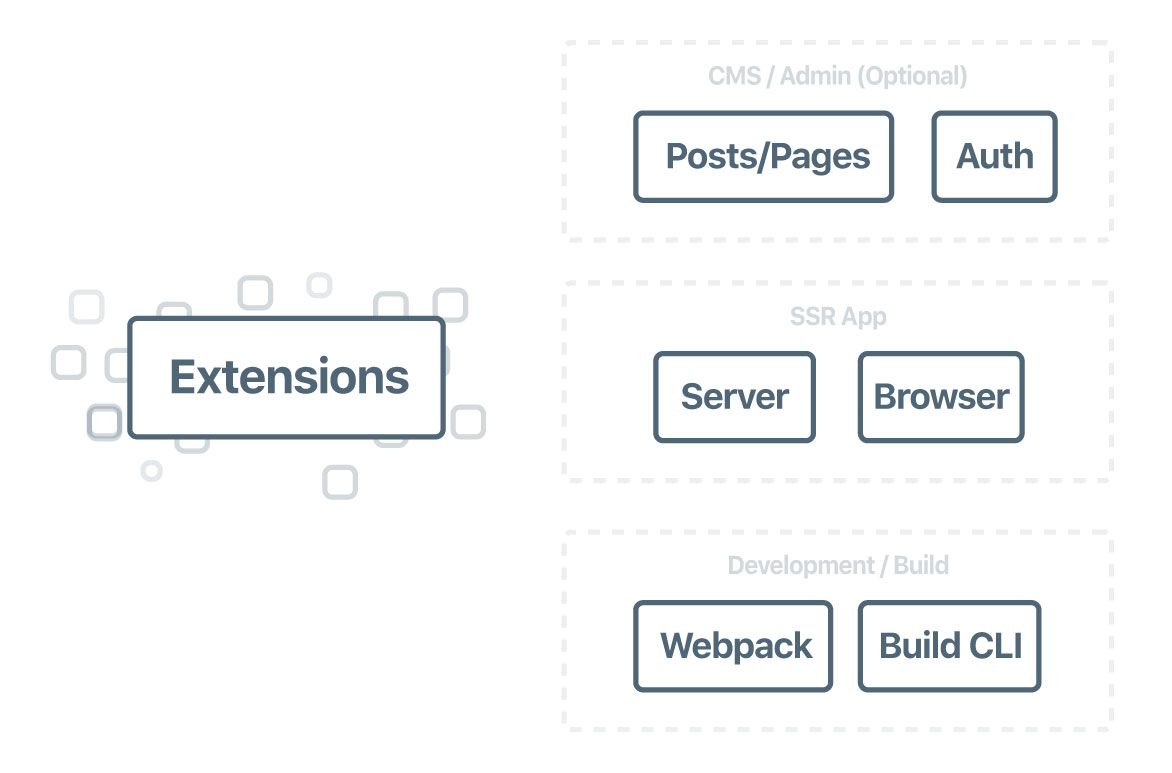 CMS / Admin (Optional)
Posts/Pages
Auth
Extensions
SSR App
Server
Browser
Development / Build
Webpack
Build CLI